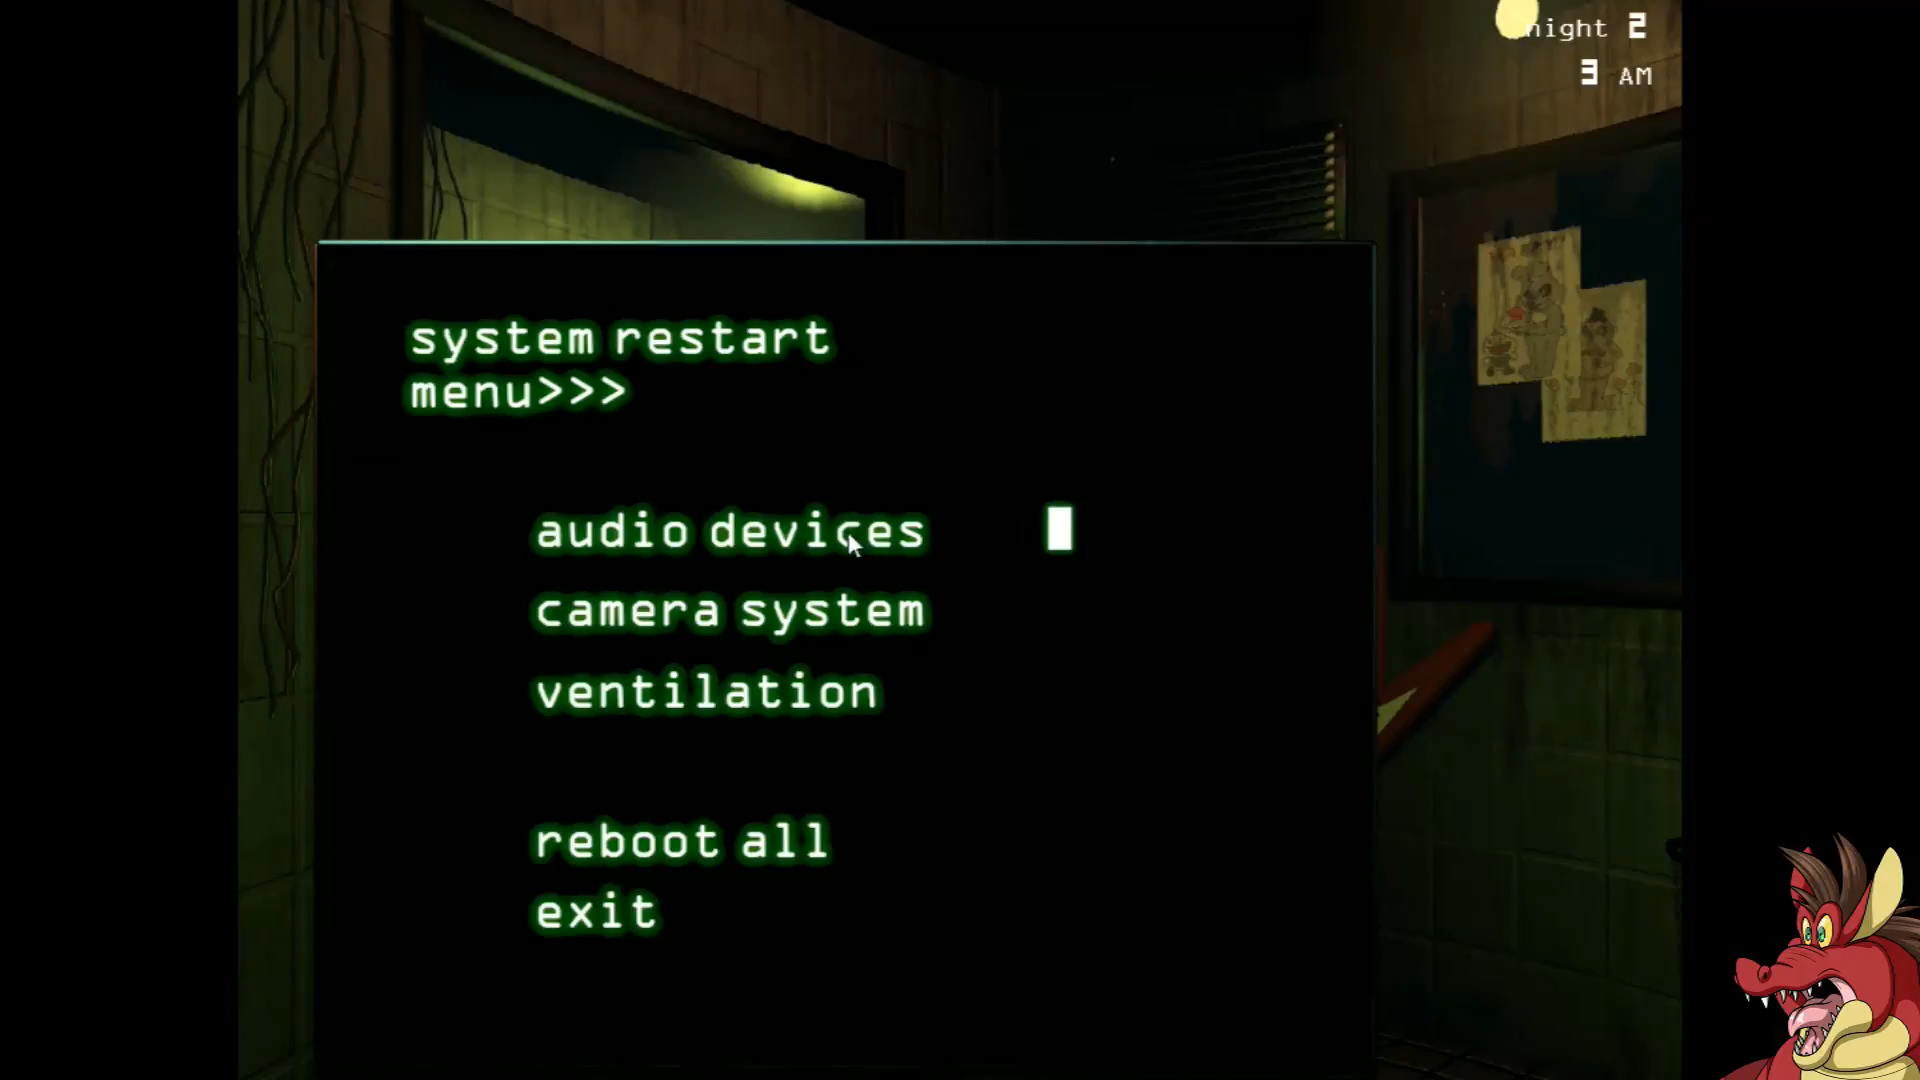 night 2
3 AM
system restart
menu>>>
audio devices
camera system
ventilation
reboot all
exit